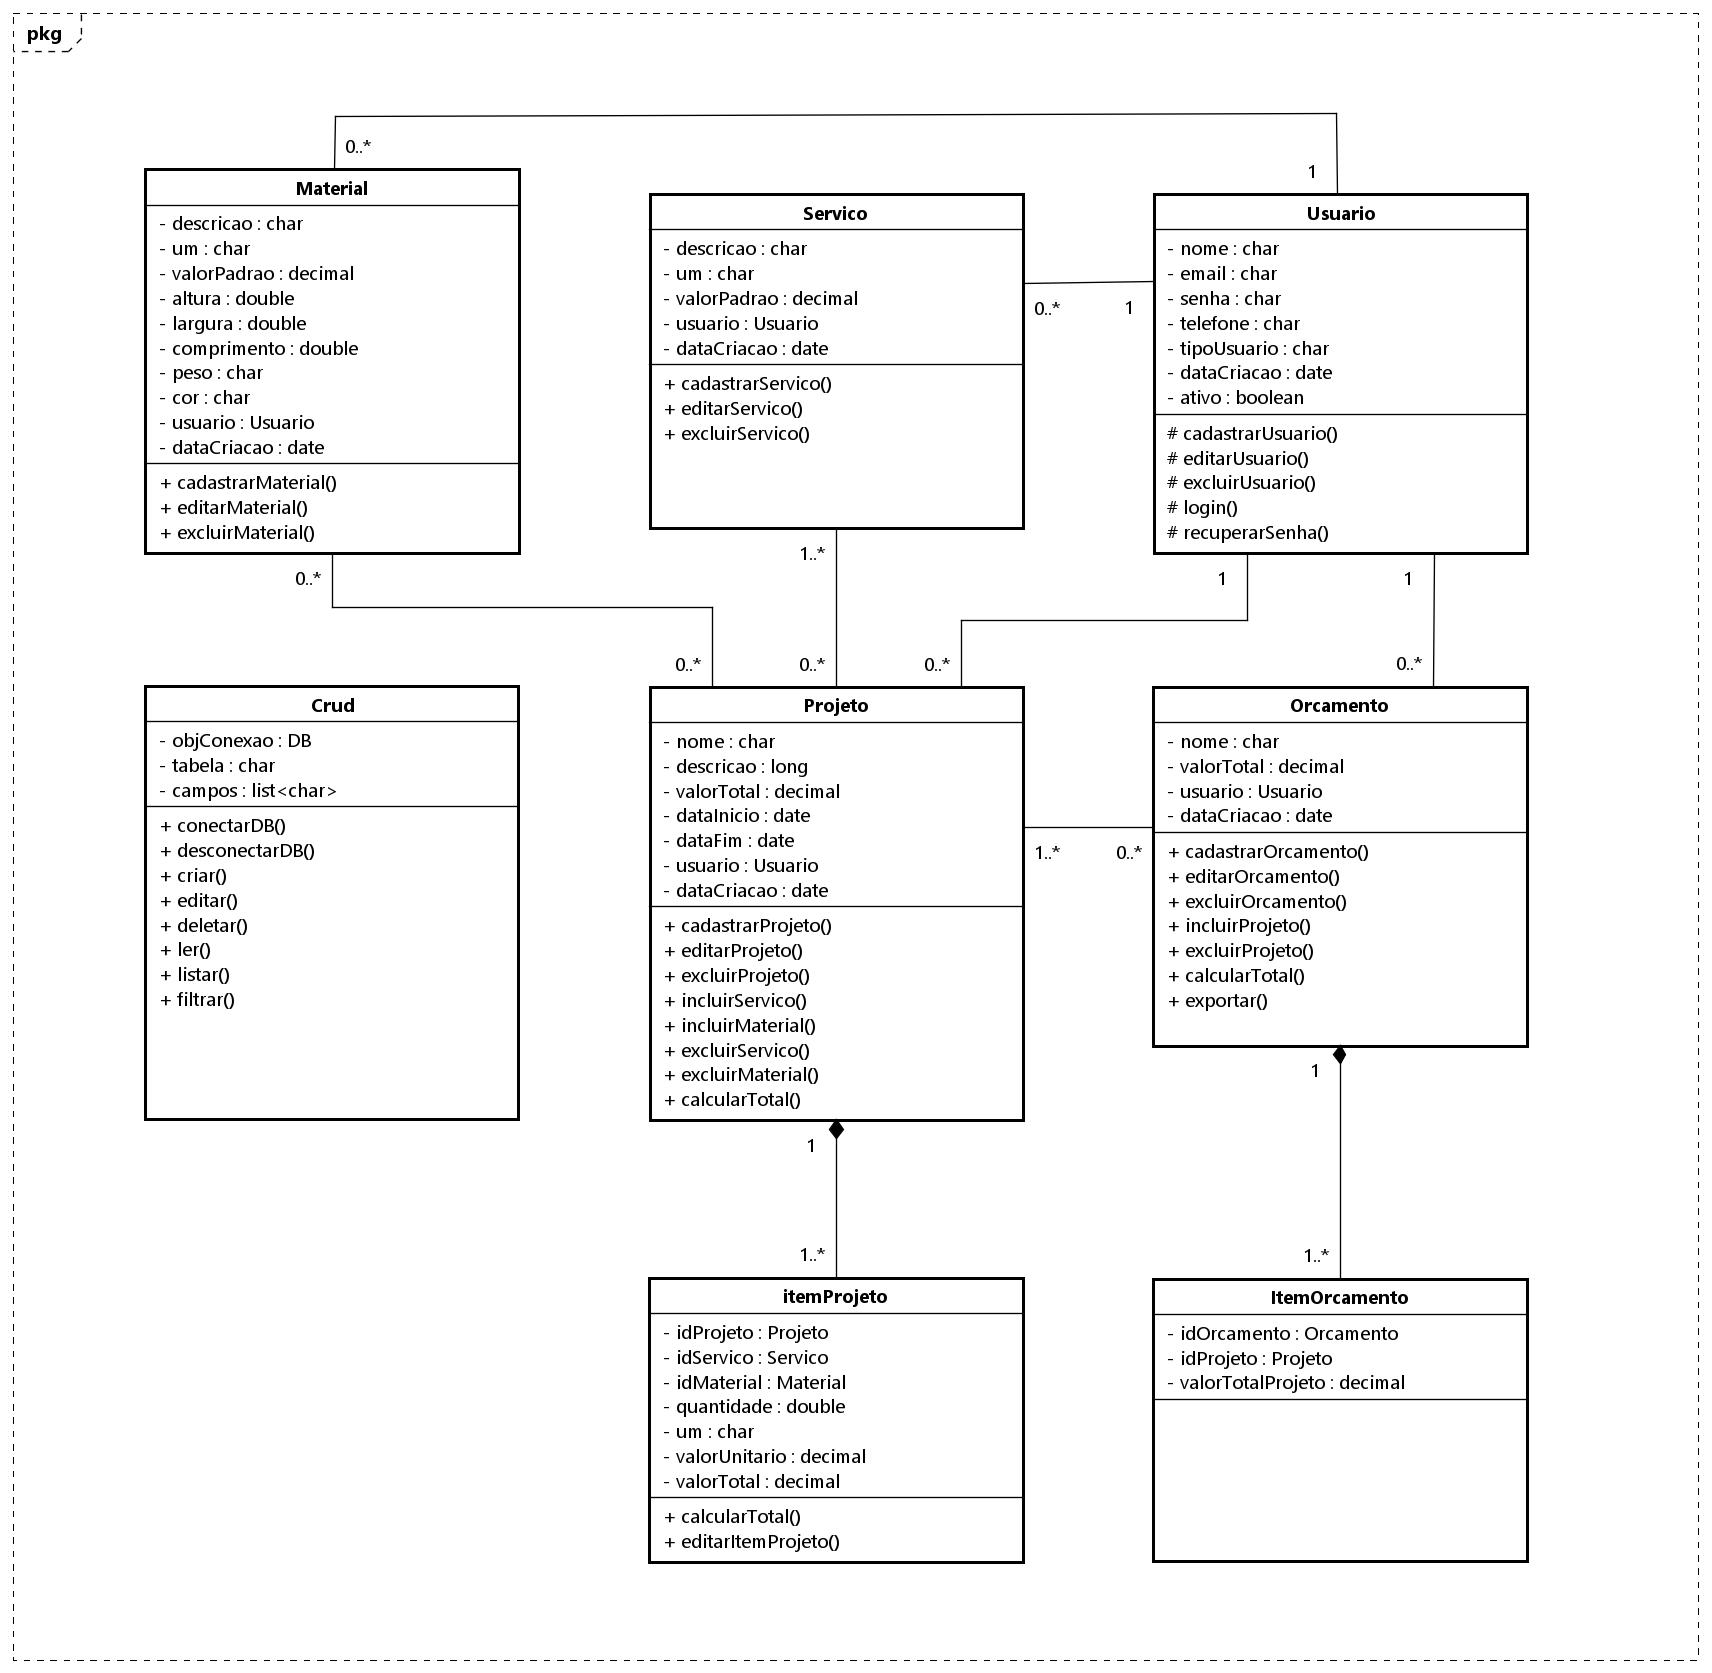 pkg
0..*
1
Material
- descricao : char
- um : char
- valorPadrao : decimal
- altura : double
- largura : double
- comprimento : double
- peso : char
- cor : char
- usuario : Usuario
- dataCriacao : date
+ cadastrarMaterial()
+ editarMaterial()
+ excluirMaterial()
Servico
- descricao : char
- um : char
- valorPadrao : decimal
- usuario : Usuario
- dataCriacao : date
+ cadastrarServico()
+ editarServico()
+ excluirServico()
0..*
1
Usuario
- nome : char
- email : char
- senha : char
- telefone : char
- tipoUsuario : char
- dataCriacao : date
- ativo : boolean
# cadastrarUsuario()
# editarUsuario()
# excluirUsuario()
# login()
# recuperarSenha()
0..*
1..*
1
1
0..*
0..*
0..*
0..*
Crud
- objConexao : DB
- tabela : char
- campos : list<char>
+ conectarDB()
+ desconectarDB()
+ criar()
+ editar()
+ deletar()
+ ler()
+ listar()
+ filtrar()
Projeto
- nome : char
- descricao : long
- valorTotal : decimal
- dataInicio : date
- dataFim : date
- usuario : Usuario
- dataCriacao : date
+ cadastrarProjeto()
+ editarProjeto()
+ excluirProjeto()
+ incluirServico()
+ incluirMaterial()
+ excluirServico()
+ excluirMaterial()
+ calcularTotal()
1..*
0..*
Orcamento
- nome : char
- valorTotal : decimal
- usuario : Usuario
- dataCriacao : date
+ cadastrarOrcamento()
+ editarOrcamento()
+ excluirOrcamento()
+ incluirProjeto()
+ excluirProjeto()
+ calcularTotal()
+ exportar()
1
1
1..*
1..*
itemProjeto
- idProjeto : Projeto
- idServico : Servico
- idMaterial : Material
- quantidade : double
- um : char
- valorUnitario : decimal
- valorTotal : decimal
+ calcularTotal()
+ editarItemProjeto()
ItemOrcamento
- idOrcamento : Orcamento
- idProjeto : Projeto
- valorTotalProjeto : decimal